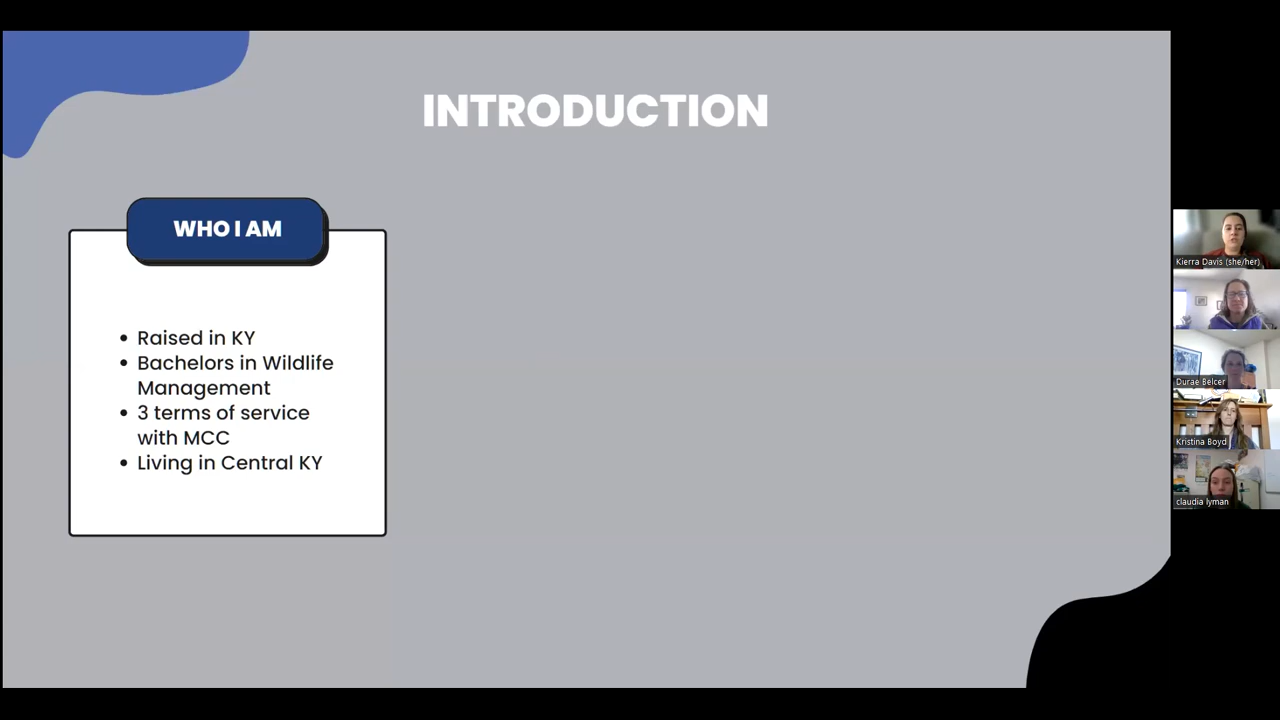 INTRODUCTION
WHO I AM
• Raised in KY
• Bachelors in Wildlife
Management
• 3 terms of service
with MCC
• Living in Central KY
Kierra Davis (she/her)
Durae Belcer
Kristina Boyd
claudia lyman